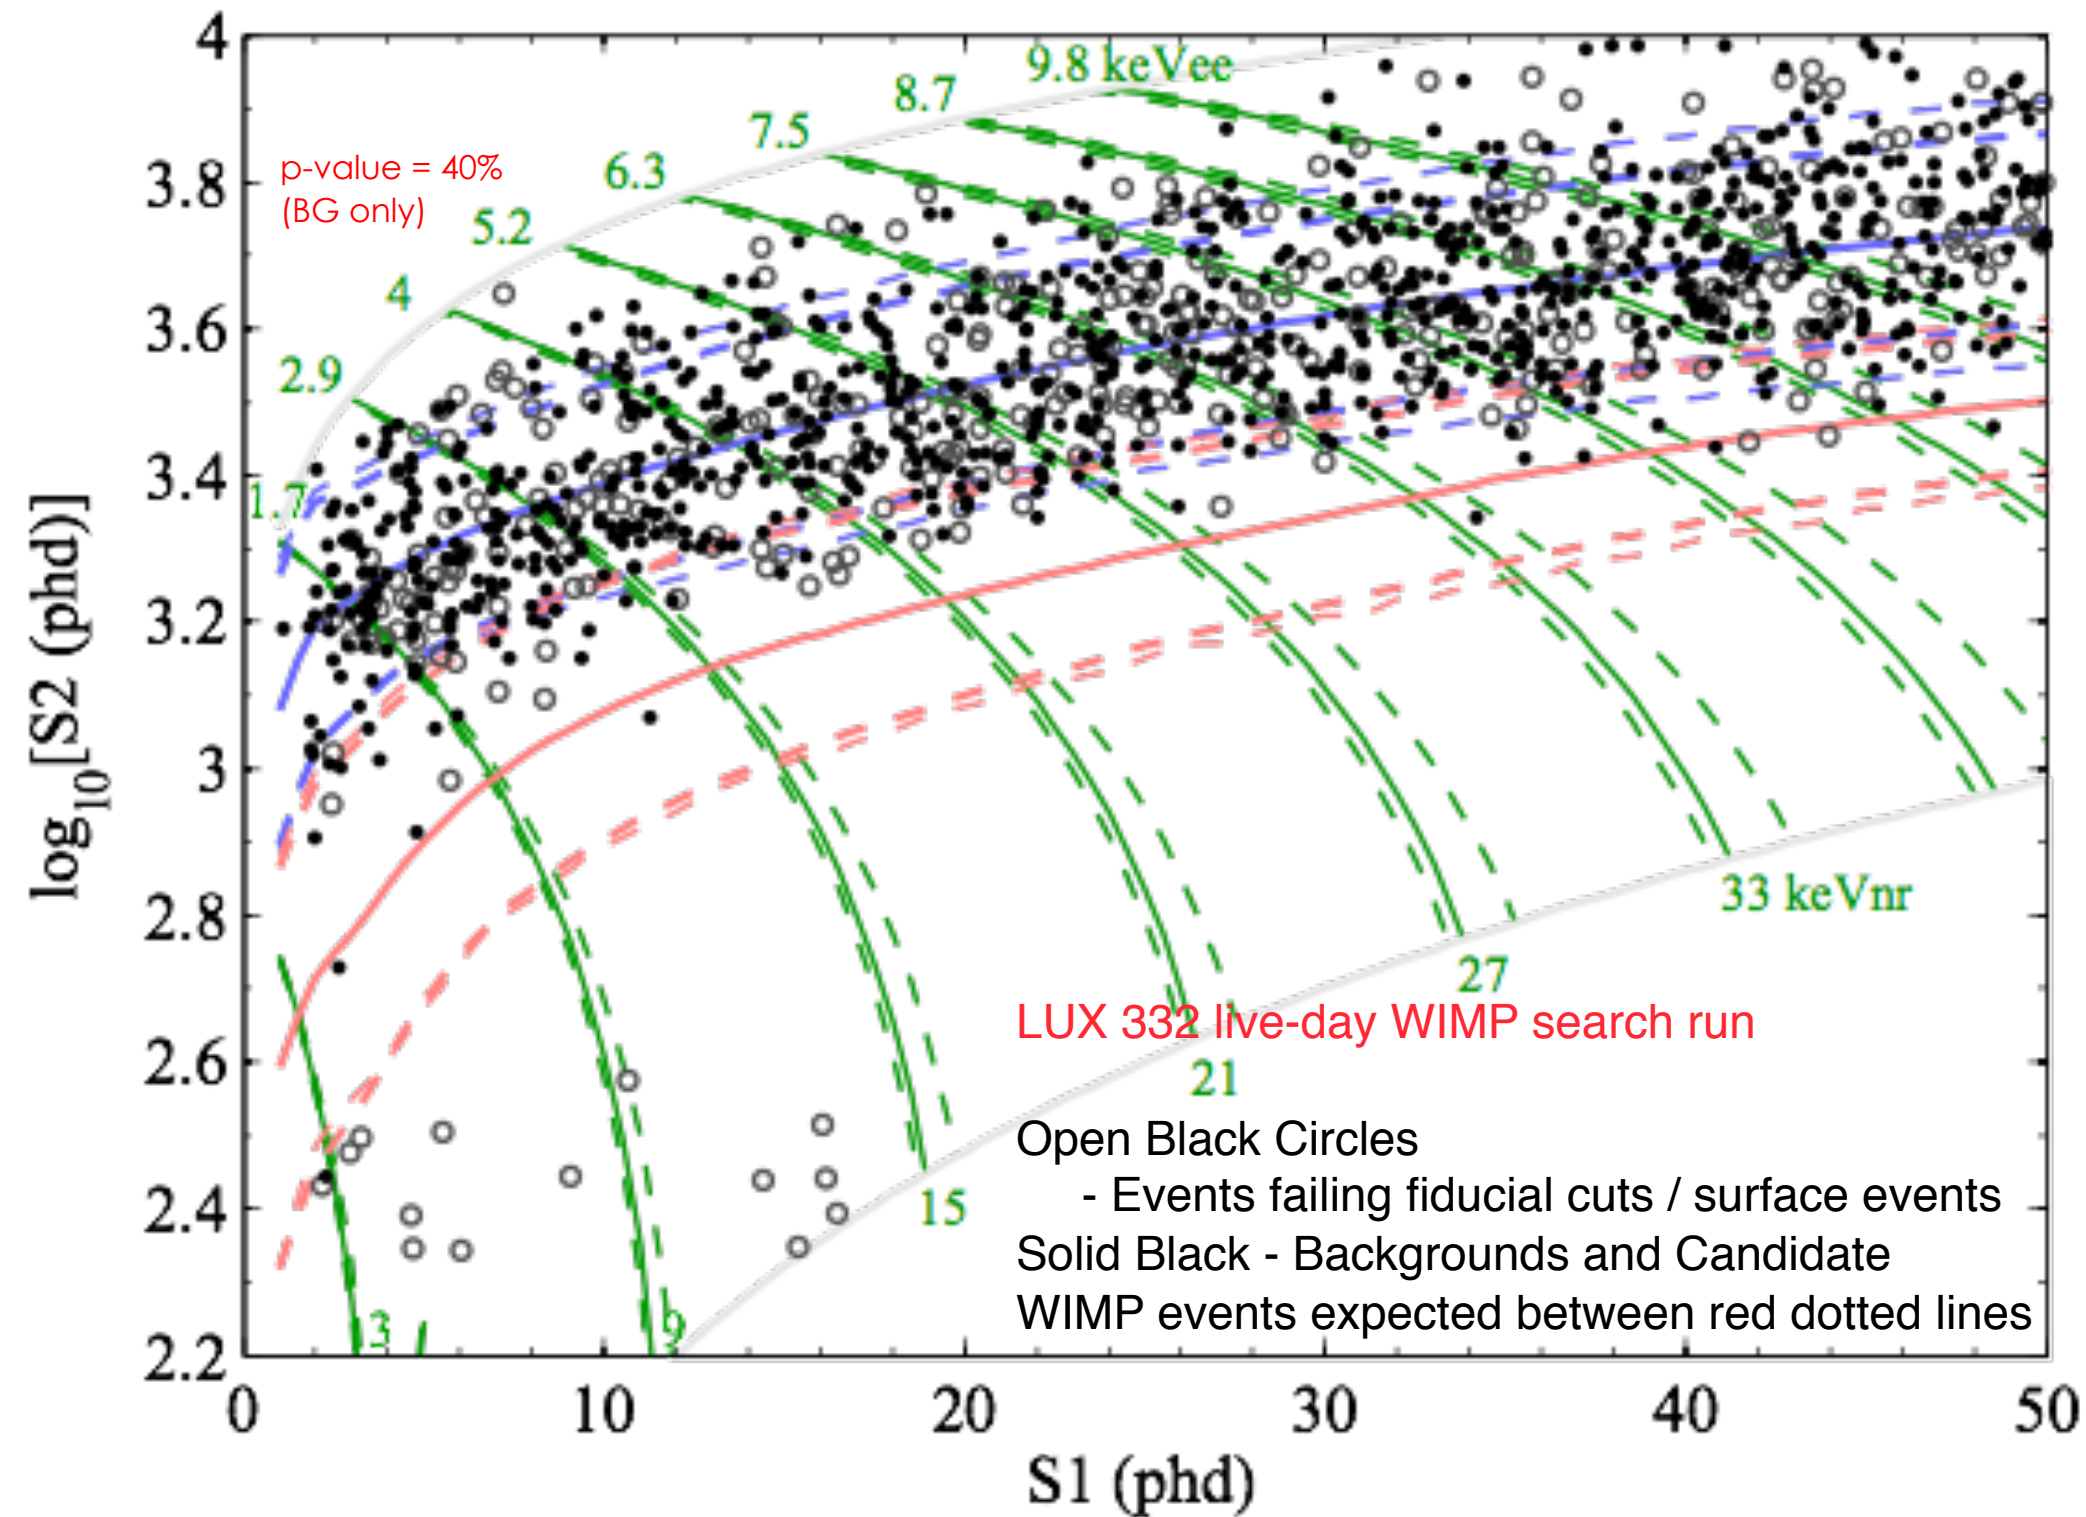 4
9.8 keVee
8.7
7.5
p-value = 40%
(BG only)
6.3
3.8
5.2
4
3.6
2.9
3.4
1.7
log10[S2 (phd)]
3.2
3
2.8
33 keVnr
27
LUX 332 live-day WIMP search run
2.6
21
Open Black Circles
- Events failing fiducial cuts / surface events
2.4
15
Solid Black - Backgrounds and Candidate
WIMP events expected between red dotted lines
3
9
2.2
0 10 20 30 40 50
S1 (phd)